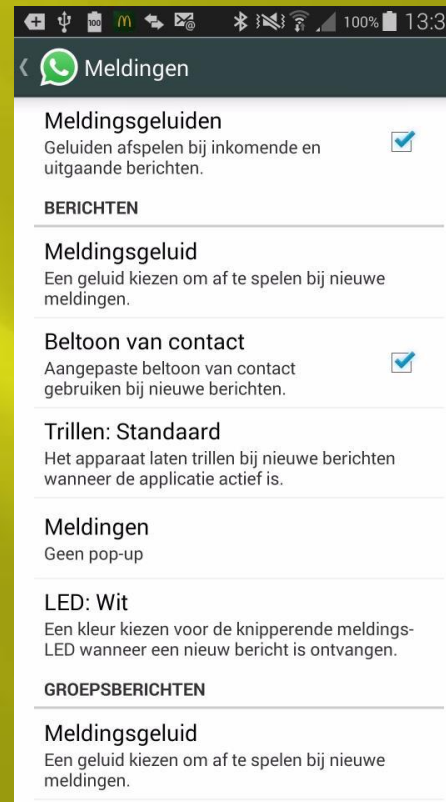 100 100% 13:3
Meldingen
Meldingsgeluiden
Geluiden afspelen bij inkomende en
uitgaande berichten.
BERICHTEN
Meldingsgeluid
Een geluid kiezen om af te spelen bij nieuwe
meldingen.
Beltoon van contact
Aangepaste beltoon van contact
gebruiken bij nieuwe berichten.
Trillen: Standaard
Het apparaat laten trillen bij nieuwe berichten
wanneer de applicatie actief is.
Meldingen
Geen pop-up
LED: Wit
Een kleur kiezen voor de knipperende meldings-
LED wanneer een nieuw bericht is ontvangen.
GROEPSBERICHTEN
Meldingsgeluid
Een geluid kiezen om af te spelen bij nieuwe
meldingen.